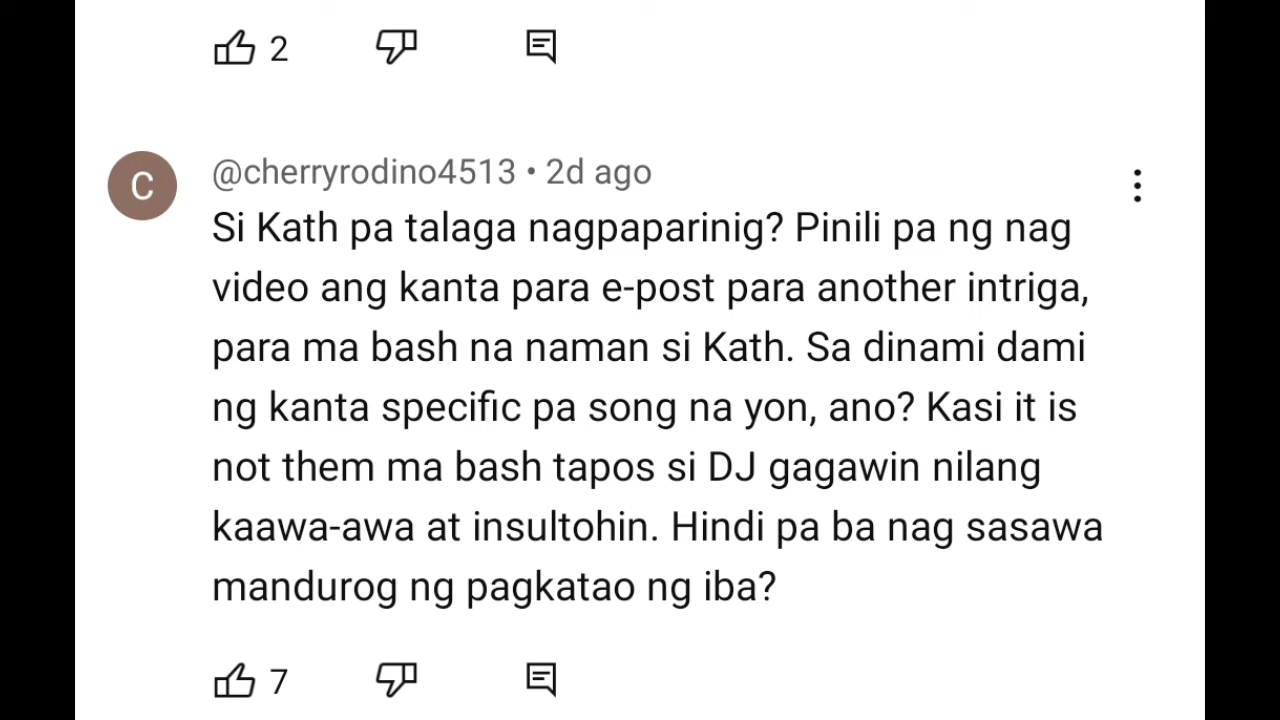 2
C
@cherryrodino4513 • 2d ago
Si Kath pa talaga nagpaparinig? Pinili pa ng nag
video ang kanta para e-post para another intriga,
para ma bash na naman si Kath. Sa dinami dami
ng kanta specific pa song na yon, ano? Kasi it is
not them ma bash tapos si DJ gagawin nilang
kaawa-awa at insultohin. Hindi pa ba nag sasawa
mandurog ng pagkatao ng iba?
7